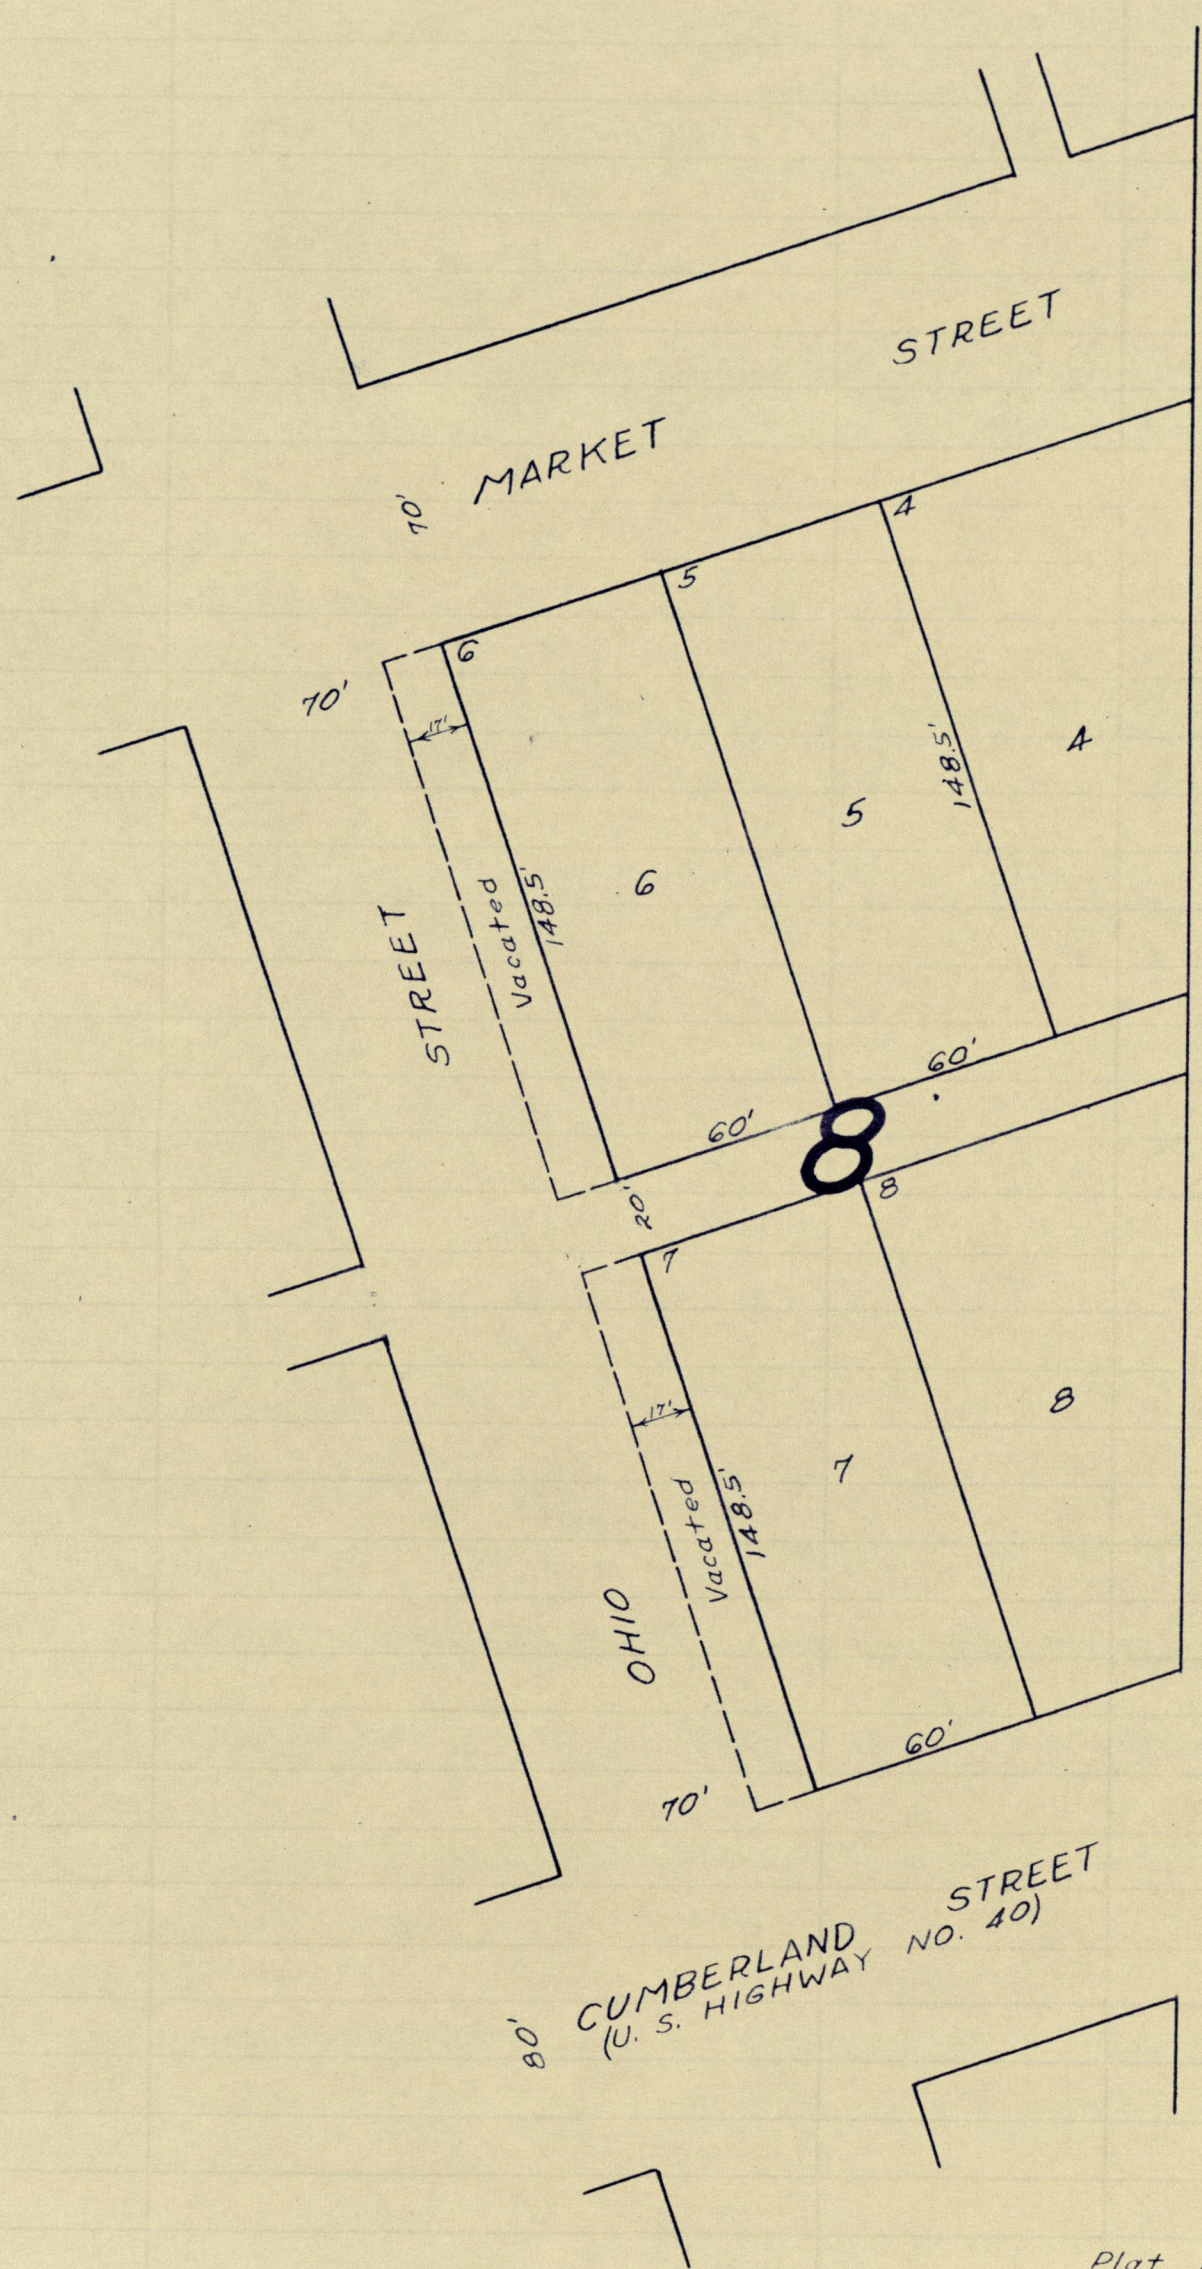 STREET
MARKET
70'
4
5
6
70'
17'
148.5'
4
5
6
148.5'
Vacated
STREET
60'
60'
8
20'
8
7
17'
8
7
148.5'
Vacated
OHIO
60'
70'
CUMBERLAND STREET
(U. S. HIGHWAY NO. 40)
80'
Plat